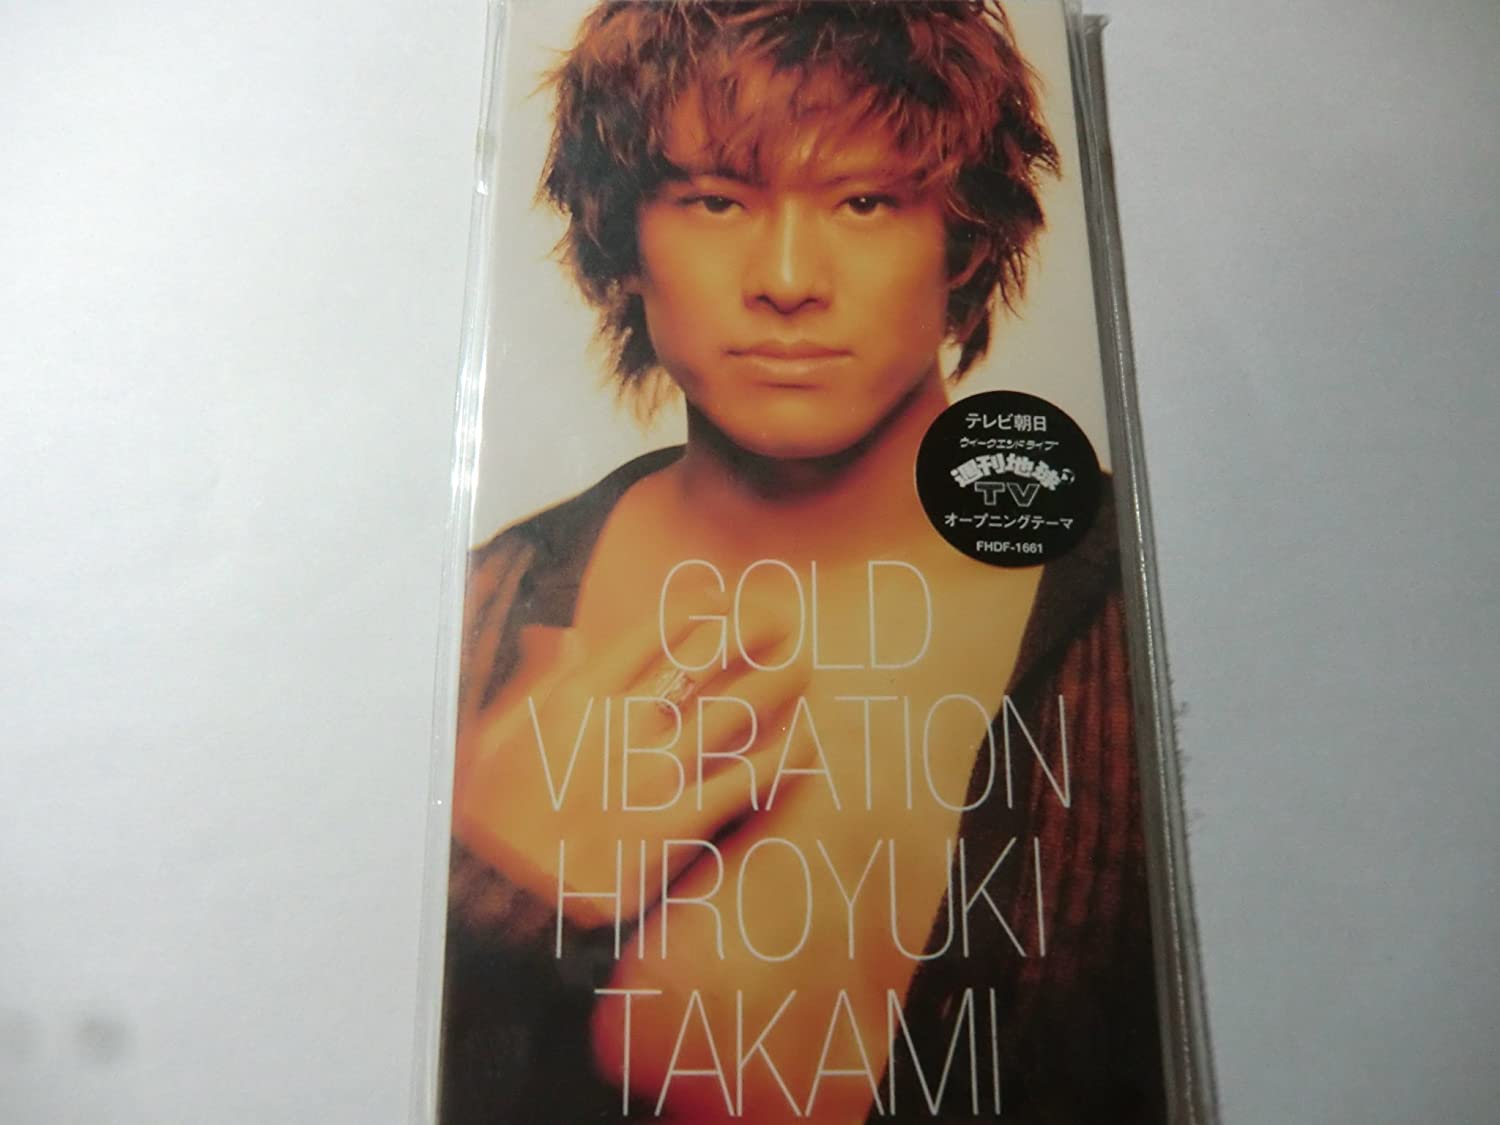 テレビ朝日
ウィークエンドライブ
週刊地球
TV
オープニングテーマ
FHDF-1661
GOLD
VIBRATION
HIROYUKI
TAKAMI